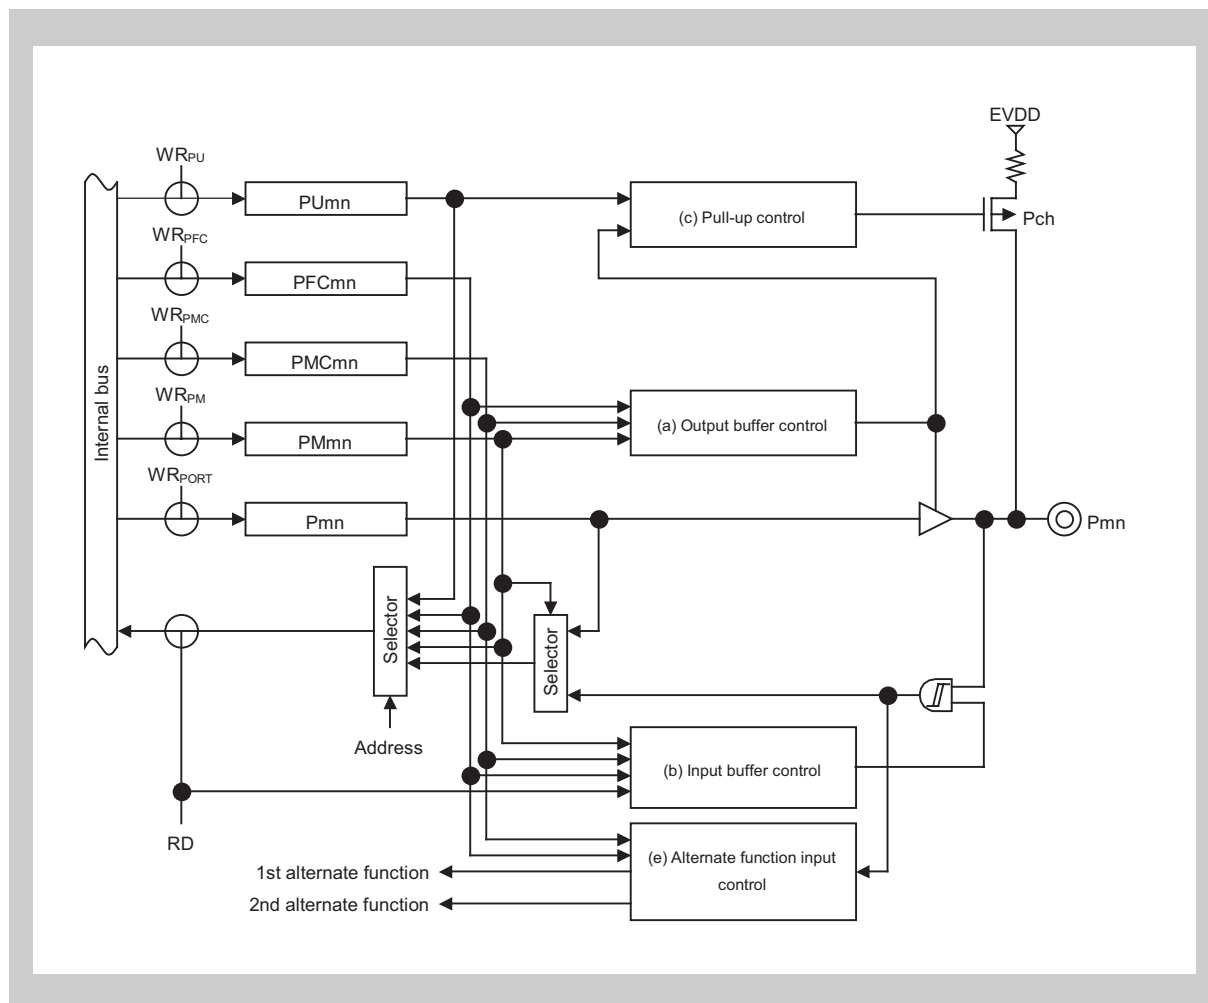 EVDD
WRPU
PUmn
(c) Pull-up control
Pch
WRPFC
PFCmn
WRPMC
PMCmn
Internal bus
WRPM
PMmn
(a) Output buffer control
WRPORT
Pmn
Pmn
Selector
Selector
Address
(b) Input buffer control
RD
(e) Alternate function input
control
1st alternate function
2nd alternate function